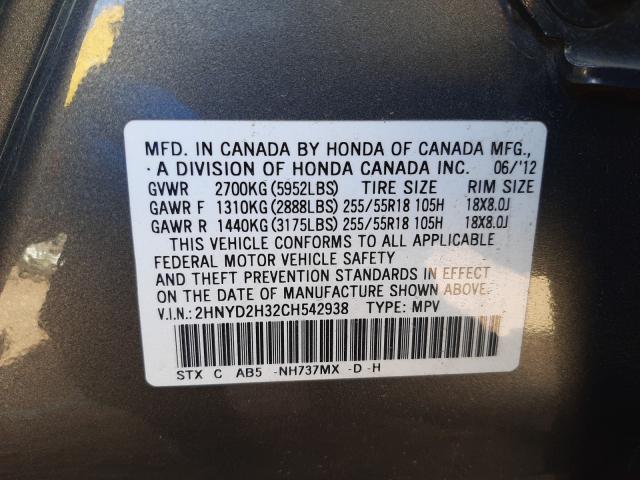 MFD. IN CANADA BY HONDA OF CANADA MFG.,
·A DIVISION OF HONDA CANADA INC. 06/'12
GVWR 2700KG(5952LBS) TIRE SIZE RIM SIZE
GAWR F 1310KG(2888LBS) 255/55R18 105H 18X8.0J
GAWR R 1440KG(3175LBS) 255/55R18 105H 18X8.0J
THIS VEHICLE CONFORMS TO ALL APPLICABLE
FEDERAL MOTOR VEHICLE SAFETY
AND THEFT PREVENTION STANDARDS IN EFFECT
ON THE DATE OF MANUFACTURE SHOWN ABOVE.
V.I.N.:2HNYD2H32CH542938 TYPE: MPV
STX C AB5 -NH737MX -D -H